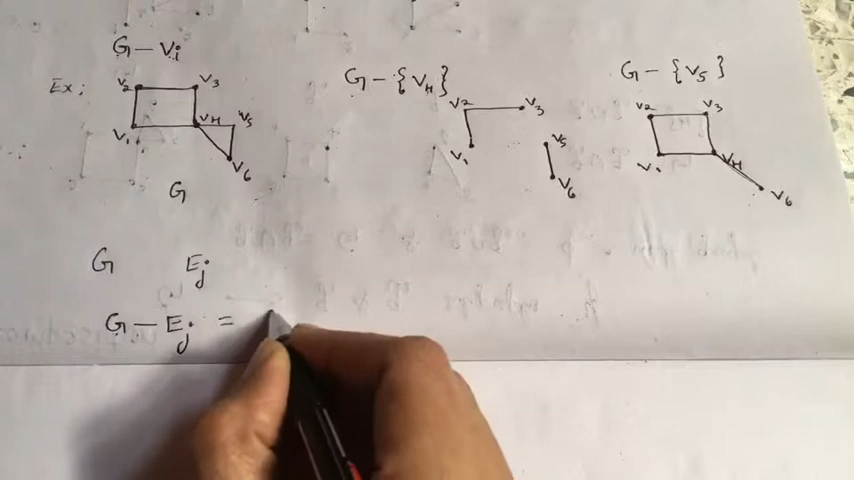 G - Vi
Ex;
V2 V3
V1 V4 V5
V6
G
G - {V4}
V2 V3
V1
V5
V6
G - {V5}
V2 V3
V1 V4
V6
G Ej
G - Ej =